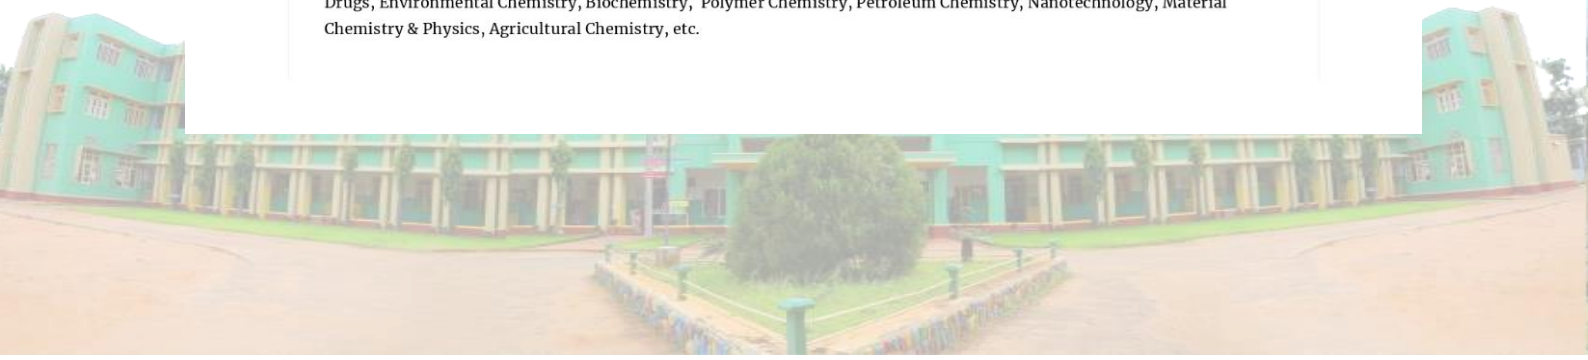 Drugs, Environmental Chemistry, Biochemistry, Polymer Chemistry, Petroleum Chemistry, Nanotechnology, Material
Chemistry & Physics, Agricultural Chemistry, etc.